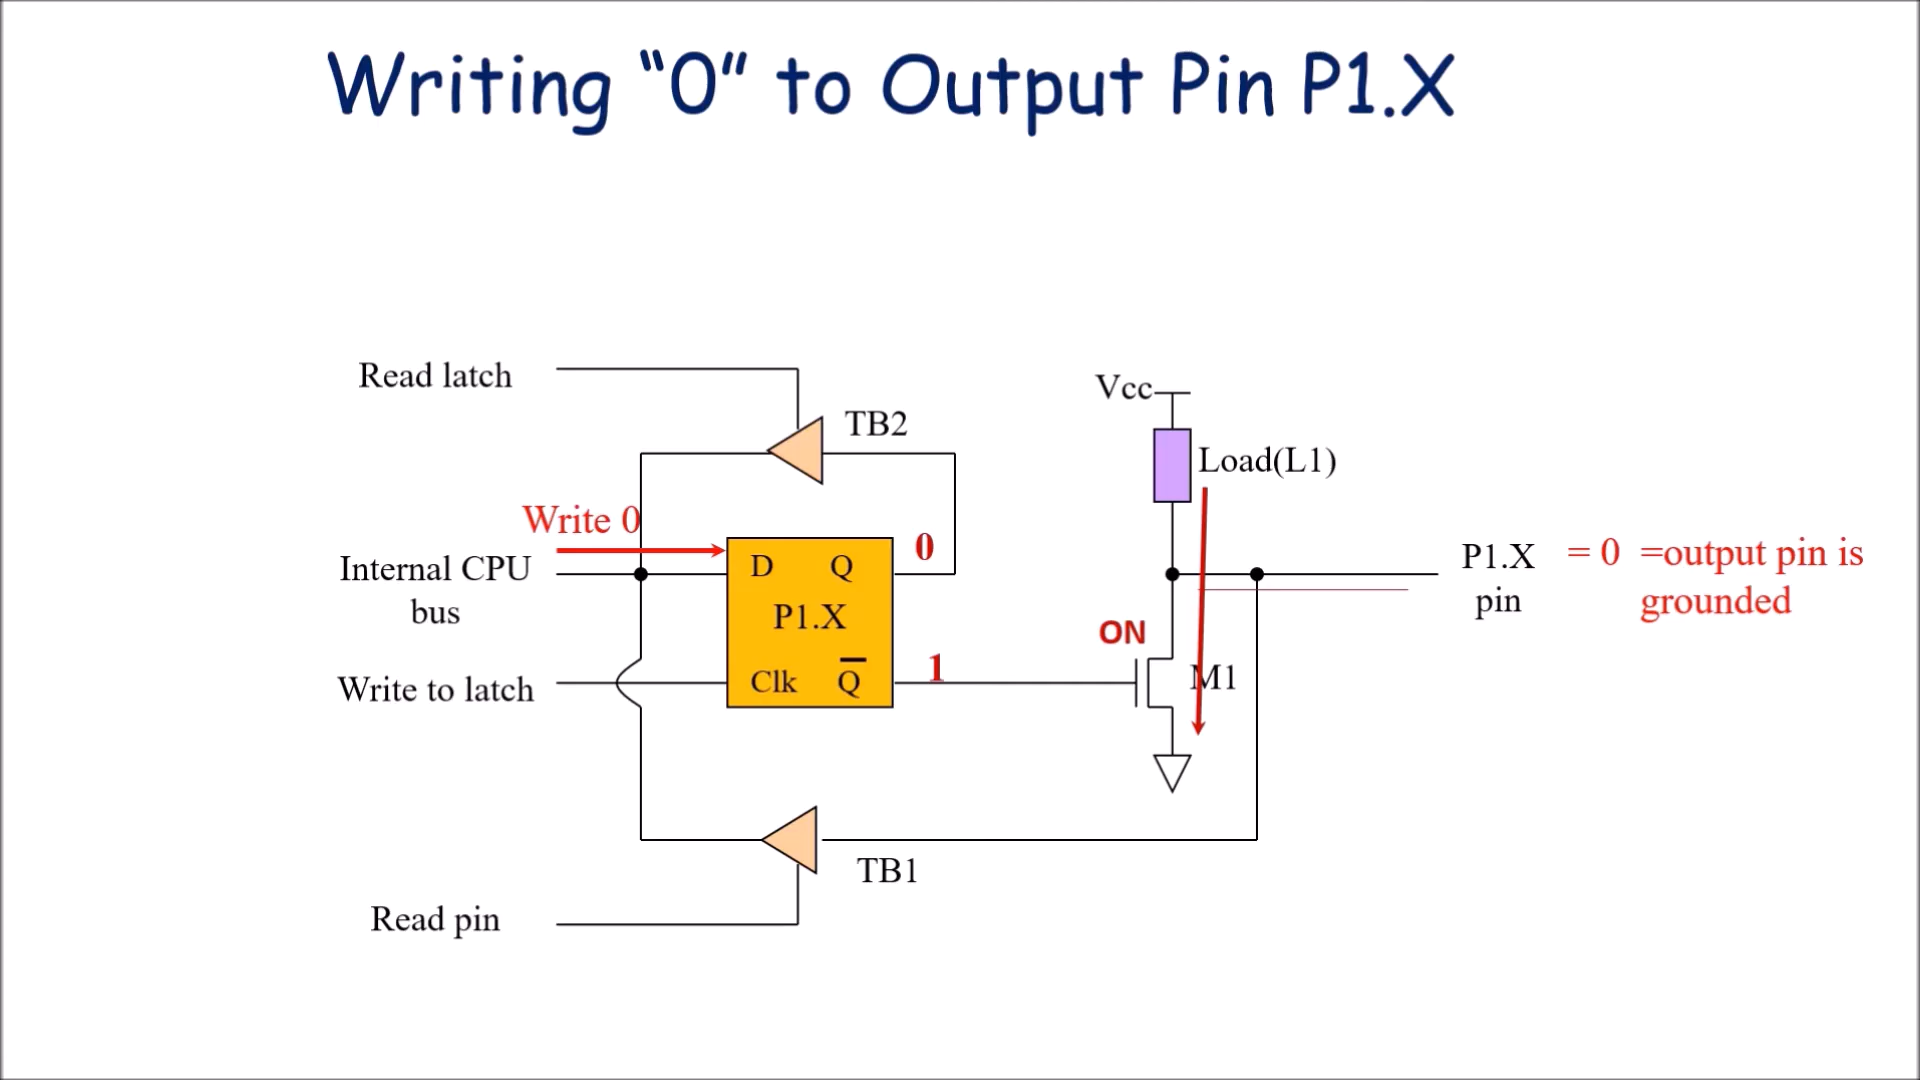 Writing “0” to Output Pin P1.X
Read latch
TB2
Vcc
Load(L1)
Write 0
Internal CPU
bus
D Q
0
P1.X
Clk Q̅
1
Write to latch
ON
M1
P1.X
pin
= 0 =output pin is
grounded
TB1
Read pin